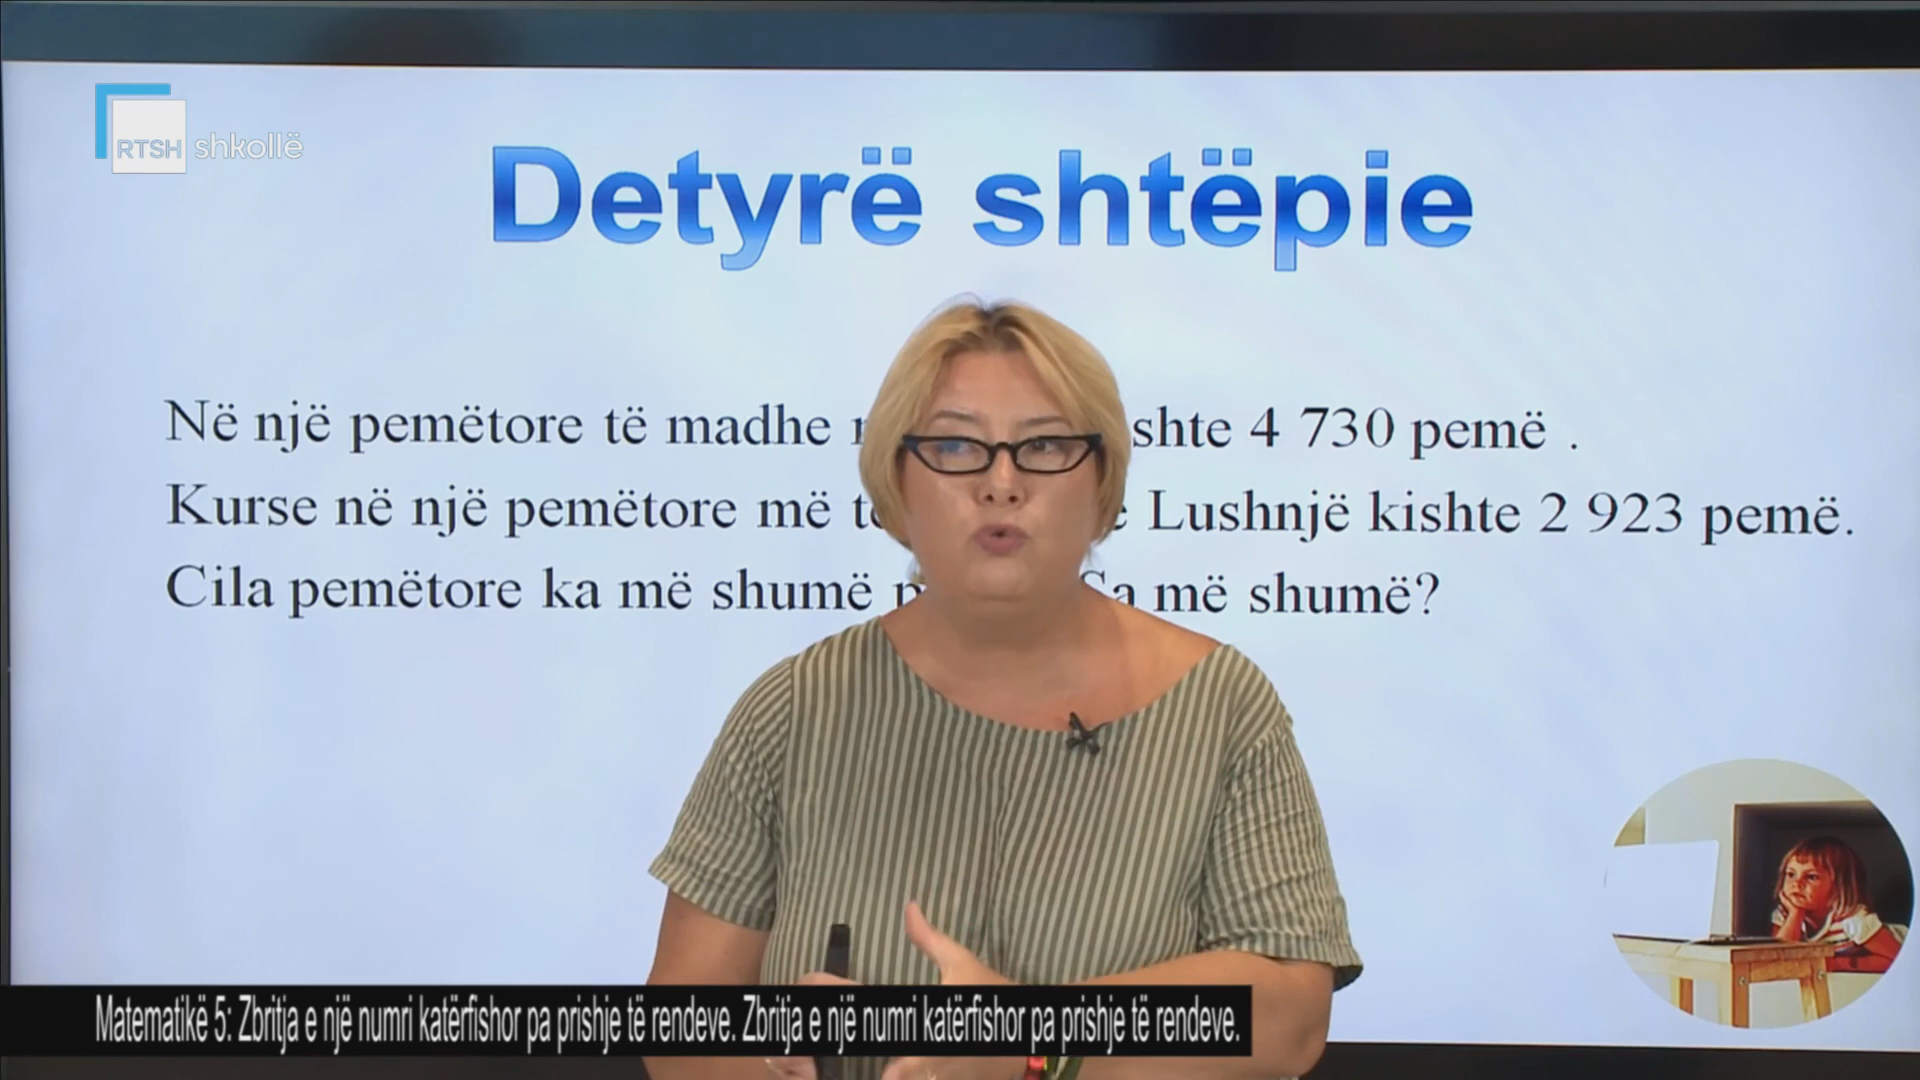 RTSH shkollë
Detyrë shtëpie
Në një pemëtore të madhe 4 730 pemë .
Kurse në një pemëtore më Lushnjë kishte 2 923 pemë.
Cila pemëtore ka më shumë më shumë?
Matematikë 5: Zbritja e një numri katërfishor pa prishje të rendeve. Zbritja e një numri katërfishor pa prishje të rendeve.